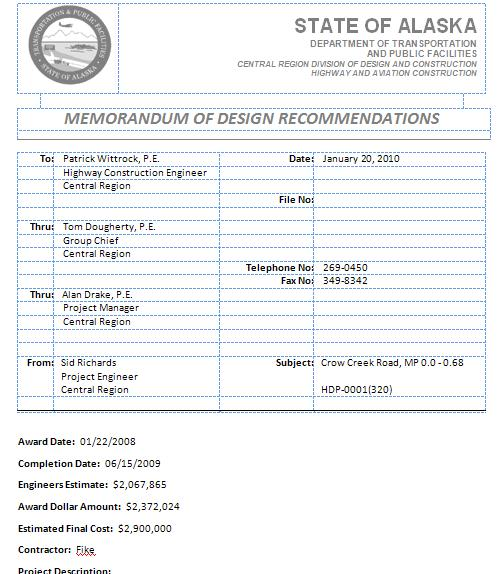 TRANSPORTATION & PUBLIC FACILITIES
STATE OF ALASKA
STATE OF ALASKA
DEPARTMENT OF TRANSPORTATION
AND PUBLIC FACILITIES
CENTRAL REGION DIVISION OF DESIGN AND CONSTRUCTION
HIGHWAY AND AVIATION CONSTRUCTION
MEMORANDUM OF DESIGN RECOMMENDATIONS
To: Patrick Wittrock, P.E. Date: January 20, 2010
Highway Construction Engineer
Central Region
File No:
Thru: Tom Dougherty, P.E.
Group Chief
Central Region
Telephone No: 269-0450
Fax No: 349-8342
Thru: Alan Drake, P.E.
Project Manager
Central Region
From: Sid Richards Subject: Crow Creek Road, MP 0.0 - 0.68
Project Engineer
Central Region HDP-0001(320)
Award Date: 01/22/2008
Completion Date: 06/15/2009
Engineers Estimate: $2,067,865
Award Dollar Amount: $2,372,024
Estimated Final Cost: $2,900,000
Contractor: Fike
Project Description: